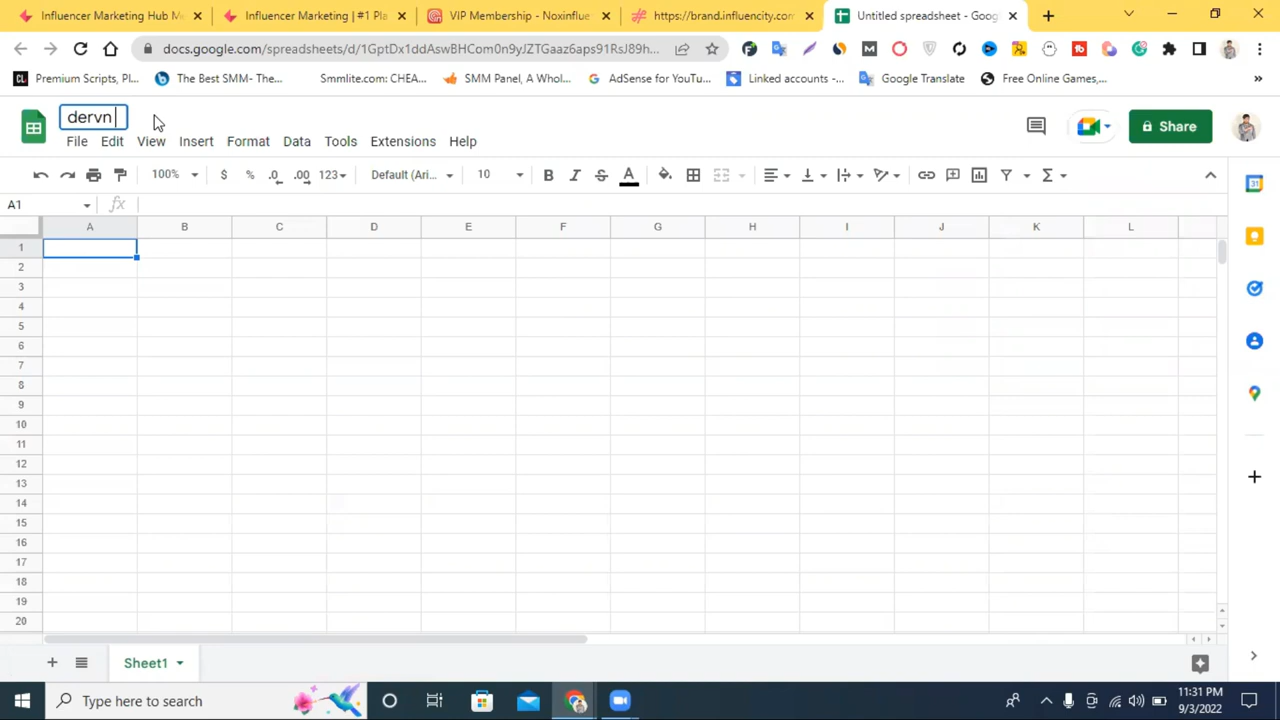 Influencer Marketing Hub M
Influencer Marketing | #1 Pla
VIP Membership - Noxinflue
https://brand.influencity.com
Untitled spreadsheet - Goog
docs.google.com/spreadsheets/d/1GptDx1ddAswBHCom0n9yJZTGaaz6aps91RsJ89h...
Premium Scripts, Pl...
The Best SMM- The...
Smmlite.com: CHEA...
SMM Panel, A Whol...
AdSense for YouTu...
Linked accounts -...
Google Translate
Free Online Games,...
»
dervn
File Edit View Insert Format Data Tools Extensions Help
Share
100% $ % .0 .00 123 Default (Ari... 10 B I S A Σ
A1 fx
A B C D E F G H I J K L
1
2
3
4
5
6
7
8
9
10
11
12
13
14
15
16
17
18
19
20
Sheet1
Type here to search
11:31 PM
9/3/2022